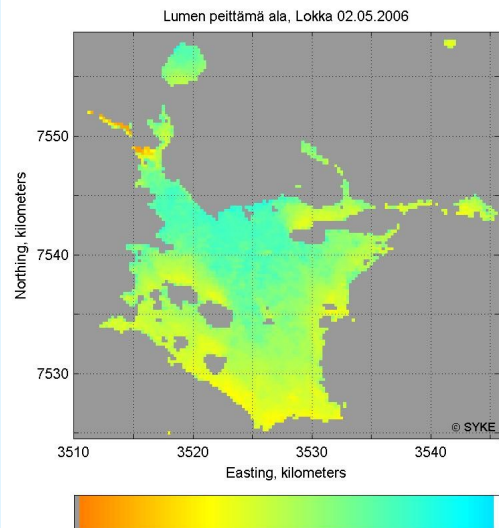 Lumen peittämä ala, Lokka 02.05.2006
Northing, kilometers
7550
7540
7530
© SYKE
3510
3520
3530
3540
Easting, kilometers